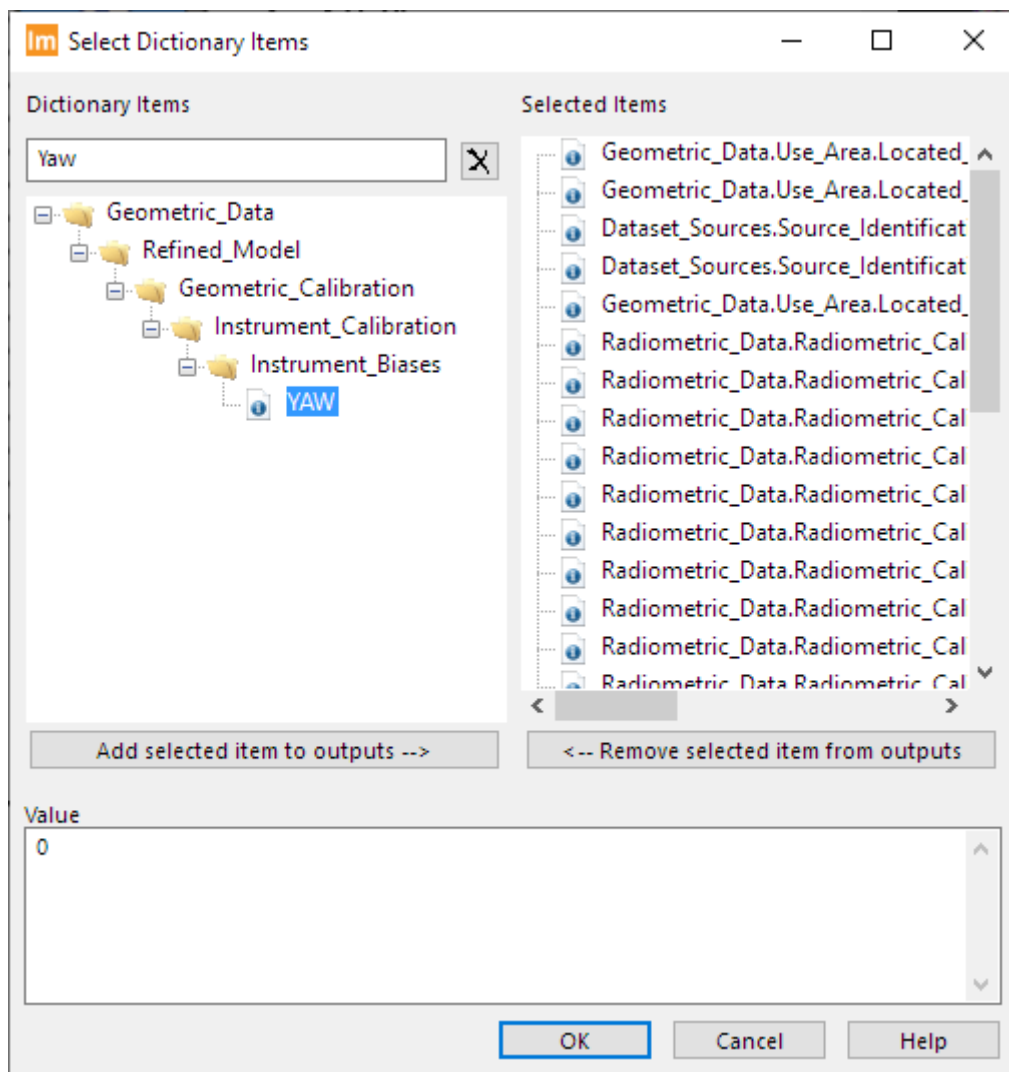 Im Select Dictionary Items
Dictionary Items
Yaw
Geometric_Data
Refined_Model
Geometric_Calibration
Instrument_Calibration
Instrument_Biases
YAW
Add selected item to outputs -->
Selected Items
Geometric_Data.Use_Area.Located_
Geometric_Data.Use_Area.Located_
Dataset_Sources.Source_Identificat
Dataset_Sources.Source_Identificat
Geometric_Data.Use_Area.Located_
Radiometric_Data.Radiometric_Cal
Radiometric_Data.Radiometric_Cal
Radiometric_Data.Radiometric_Cal
Radiometric_Data.Radiometric_Cal
Radiometric_Data.Radiometric_Cal
Radiometric_Data.Radiometric_Cal
Radiometric_Data.Radiometric_Cal
Radiometric_Data.Radiometric_Cal
Radiometric_Data.Radiometric_Cal
Radiometric_Data.Radiometric_Cal
<-- Remove selected item from outputs
Value
0
OK
Cancel
Help